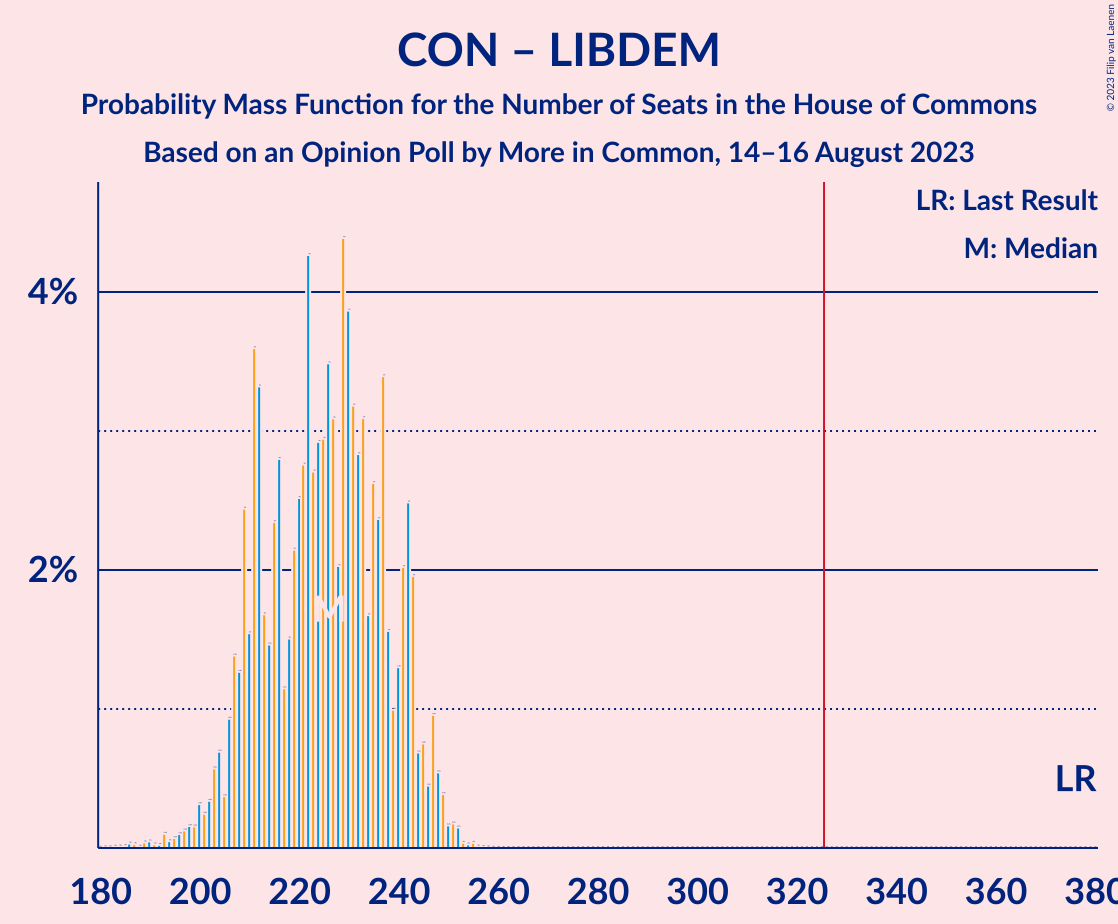 CON – LIBDEM
Probability Mass Function for the Number of Seats in the House of Commons
Based on an Opinion Poll by More in Common, 14–16 August 2023
© 2023 Filip van Laenen
LR: Last Result
M: Median
4%
2%
M
LR
180 200 220 240 260 280 300 320 340 360 380